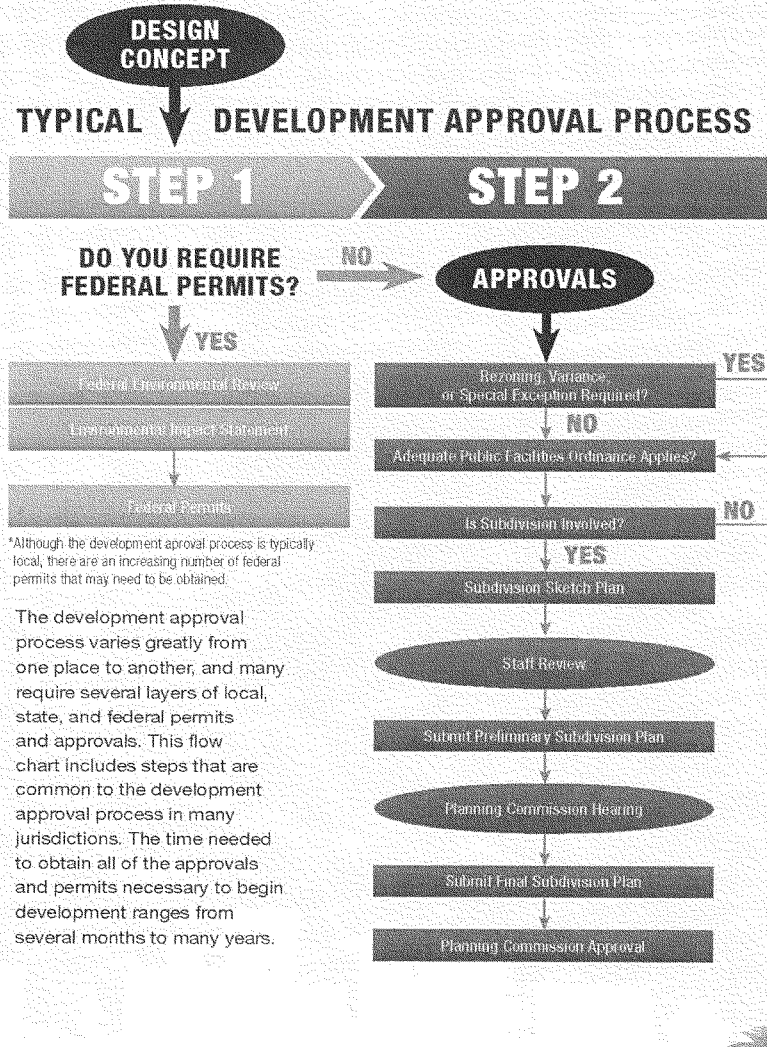 DESIGN
CONCEPT
TYPICAL DEVELOPMENT APPROVAL PROCESS
STEP 1
STEP 2
DO YOU REQUIRE
FEDERAL PERMITS?
NO
APPROVALS
YES
Federal Environmental Review
Environmental Impact Statement
Federal Permits
*Although the development aproval process is typically
local, there are an increasing number of federal
permits that may need to be obtained.
The development approval
process varies greatly from
one place to another, and many
require several layers of local,
state, and federal permits
and approvals. This flow
chart includes steps that are
common to the development
approval process in many
jurisdictions. The time needed
to obtain all of the approvals
and permits necessary to begin
development ranges from
several months to many years.
Rezoning, Variance,
or Special Exception Required?
YES
NO
Adequate Public Facilities Ordinance Applies?
Is Subdivision Involved?
NO
YES
Subdivision Sketch Plan
Staff Review
Submit Preliminary Subdivision Plan
Planning Commission Hearing
Submit Final Subdivision Plan
Planning Commission Approval